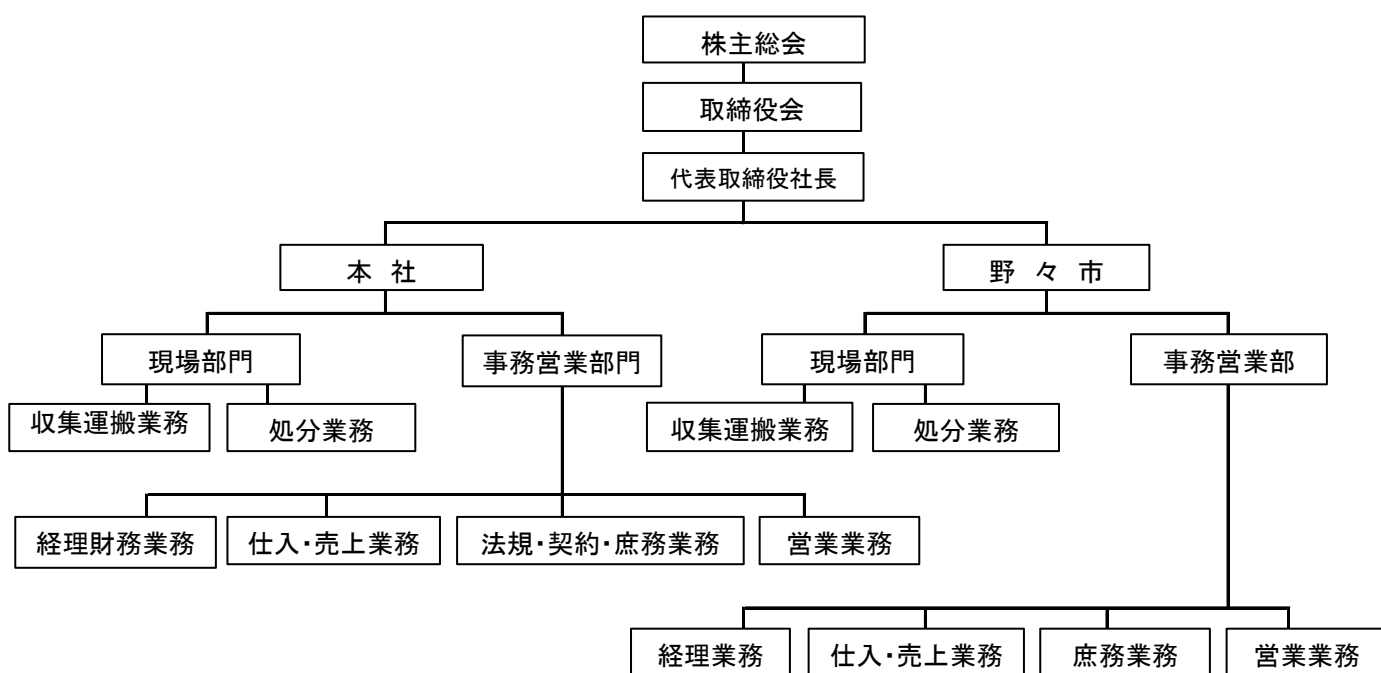 株主総会
取締役会
代表取締役社長
本 社
野 々 市
現場部門
事務営業部門
現場部門
事務営業部
収集運搬業務
処分業務
収集運搬業務
処分業務
経理財務業務
仕入・売上業務
法規・契約・庶務業務
営業業務
経理業務
仕入・売上業務
庶務業務
営業業務